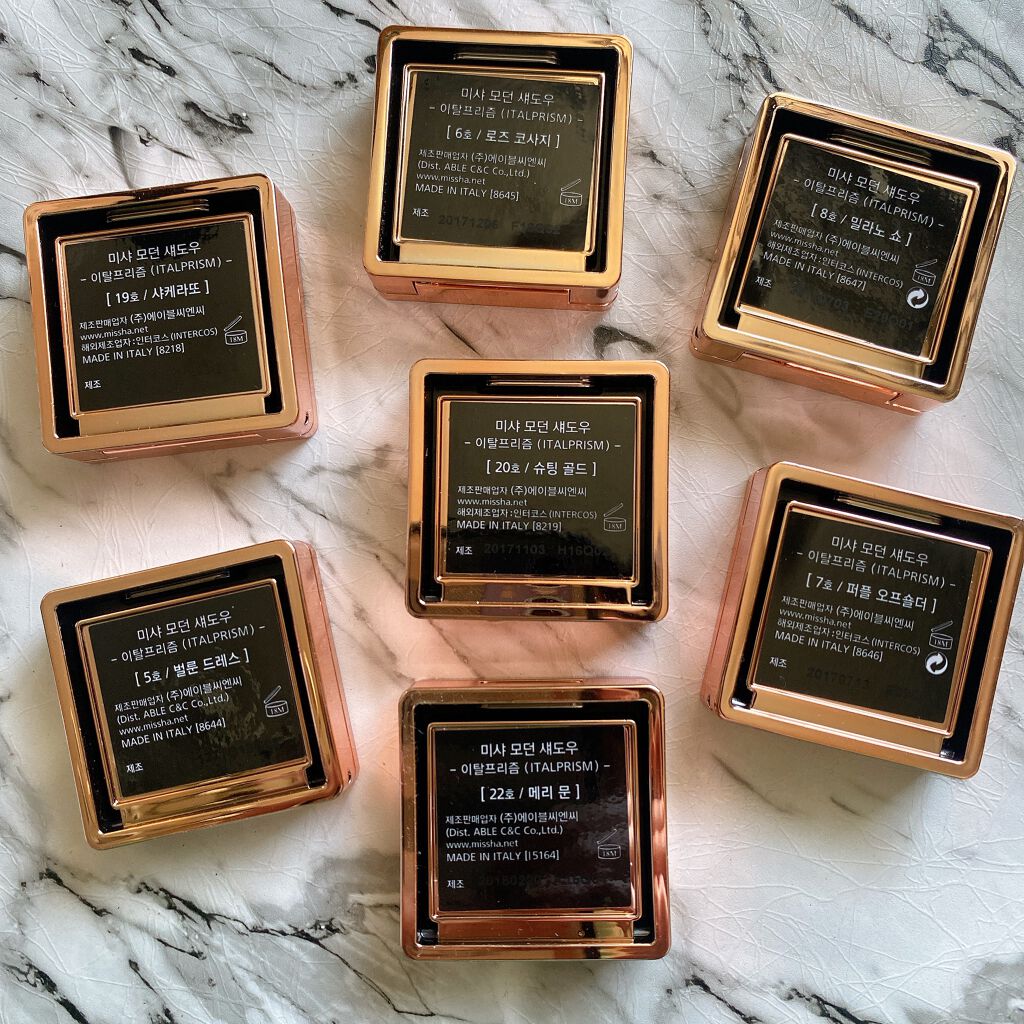 미샤 모던 섀도우
– 이탈프리즘 (ITALPRISM) –
[ 6호 / 로즈 코사지 ]
제조판매업자 (주)에이블씨엔씨
(Dist. ABLE C&C Co.,Ltd.)
www.missha.net
MADE IN ITALY [8645]
18M
제조 20171206
미샤 모던 섀도우
– 이탈프리즘 (ITALPRISM) –
[ 8호 / 밀라노 쇼 ]
제조판매업자 (주)에이블씨엔씨
www.missha.net
해외제조업자 : 인터코스 (INTERCOS)
MADE IN ITALY [8647]
18M
제조
미샤 모던 섀도우
– 이탈프리즘 (ITALPRISM) –
[ 19호 / 샤케라또 ]
제조판매업자 (주)에이블씨엔씨
www.missha.net
해외제조업자 : 인터코스 (INTERCOS)
MADE IN ITALY [8218]
18M
제조
미샤 모던 섀도우
– 이탈프리즘 (ITALPRISM) –
[ 20호 / 슈팅 골드 ]
제조판매업자 (주)에이블씨엔씨
www.missha.net
해외제조업자 : 인터코스 (INTERCOS)
MADE IN ITALY [8219]
18M
제조 20171103
미샤 모던 섀도우
– 이탈프리즘 (ITALPRISM) –
[ 7호 / 퍼플 오프숄더 ]
제조판매업자 (주)에이블씨엔씨
www.missha.net
해외제조업자 : 인터코스 (INTERCOS)
MADE IN ITALY [8646]
18M
제조
미샤 모던 섀도우
– 이탈프리즘 (ITALPRISM) –
[ 5호 / 벌룬 드레스 ]
제조판매업자 (주)에이블씨엔씨
(Dist. ABLE C&C Co.,Ltd.)
www.missha.net
MADE IN ITALY [8644]
18M
제조
미샤 모던 섀도우
– 이탈프리즘 (ITALPRISM) –
[ 22호 / 메리 문 ]
제조판매업자 (주)에이블씨엔씨
(Dist. ABLE C&C Co.,Ltd.)
www.missha.net
MADE IN ITALY [15164]
18M
제조